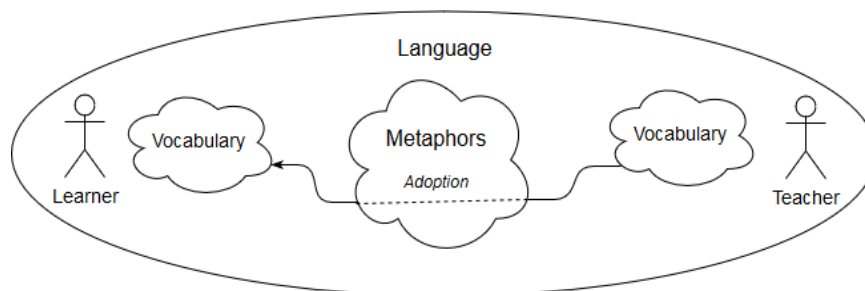 Language
Vocabulary
Metaphors
Vocabulary
Adoption
Learner
Teacher